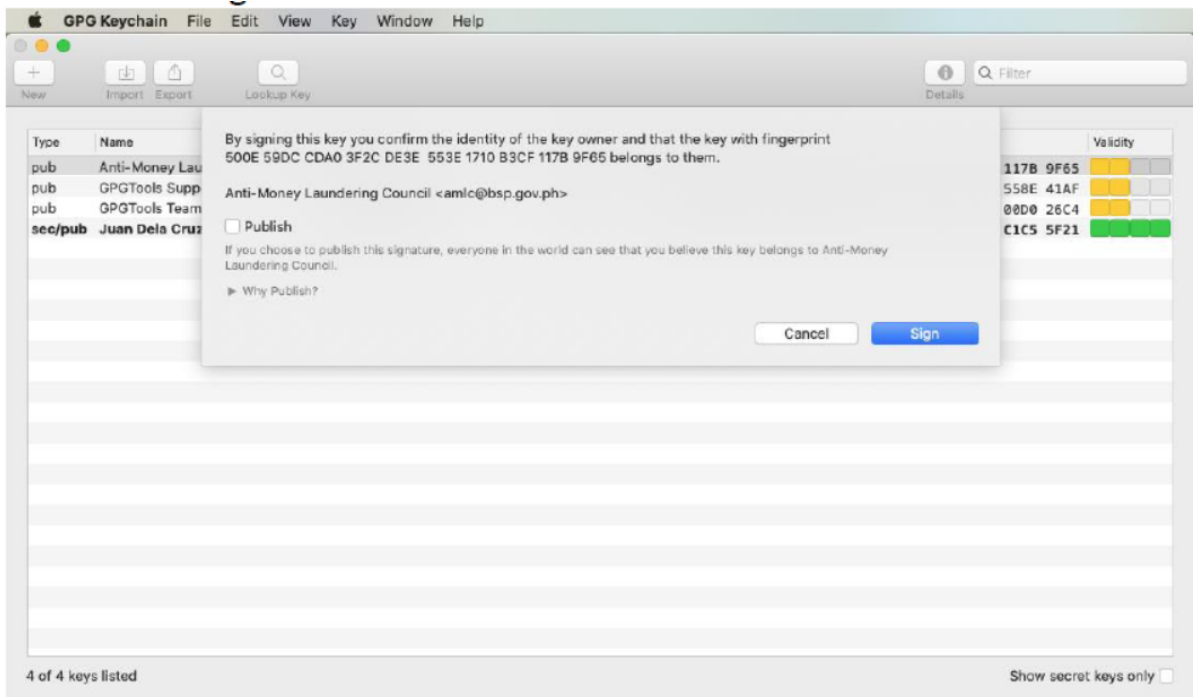 GPG Keychain File Edit View Key Window Help
New Import Export Lookup Key Details Filter
Type Name Validity
By signing this key you confirm the identity of the key owner and that the key with fingerprint
500E 59DC CDA0 3F2C DE3E 553E 1710 B3CF 117B 9F65 belongs to them.
Anti-Money Laundering Council <amlc@bsp.gov.ph>
Publish
If you choose to publish this signature, everyone in the world can see that you believe this key belongs to Anti-Money
Laundering Council.
Why Publish?
Cancel Sign
pub Anti-Money Lau 117B 9F65
pub GPGTools Supp 558E 41AF
pub GPGTools Team 00D0 26C4
sec/pub Juan Dela Cruz C1C5 5F21
4 of 4 keys listed Show secret keys only